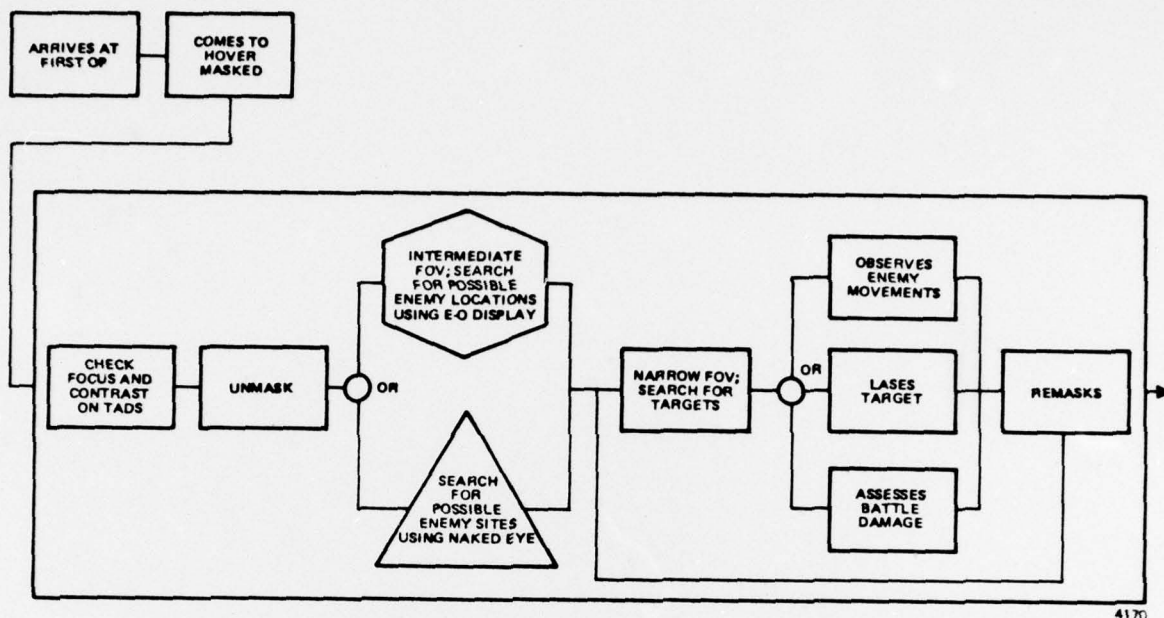 ARRIVES AT
FIRST OP
COMES TO
HOVER
MASKED
INTERMEDIATE
FOV; SEARCH
FOR POSSIBLE
ENEMY LOCATIONS
USING E-O DISPLAY
OBSERVES
ENEMY
MOVEMENTS
CHECK
FOCUS AND
CONTRAST
ON TADS
UNMASK
OR
NARROW FOV;
SEARCH FOR
TARGETS
OR
LASES
TARGET
REMASKS
SEARCH
FOR
POSSIBLE
ENEMY SITES
USING NAKED EYE
ASSESSES
BATTLE
DAMAGE
4170